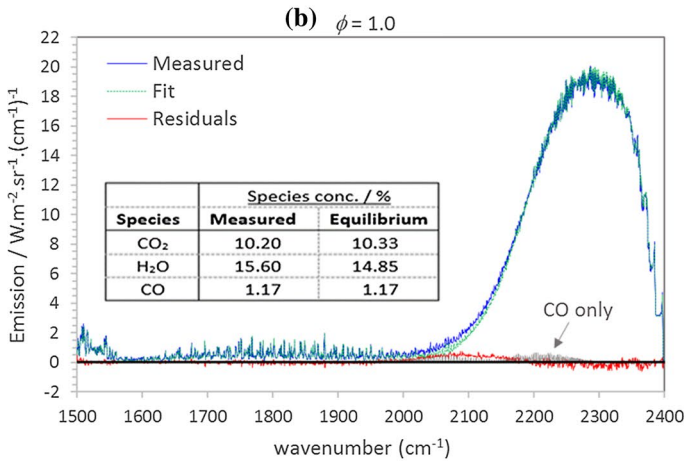 (b) ϕ = 1.0
22
20
18
16
14
12
10
8
6
4
2
0
-2
Emission / W.m-2.sr-1.(cm-1)-1
Measured
Fit
Residuals
Species conc. / %
Species Measured Equilibrium
CO₂ 10.20 10.33
H₂O 15.60 14.85
CO 1.17 1.17
CO only
1500 1600 1700 1800 1900 2000 2100 2200 2300 2400
wavenumber (cm-1)